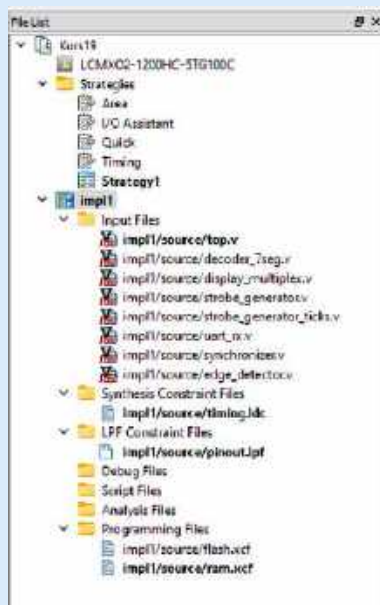 File List
Kurs19
LCMXO2-1200HC-5TG100C
Strategies
Area
I/O Assistant
Quick
Timing
Strategy1
impl1
Input Files
impl1/source/top.v
impl1/source/decoder_7seg.v
impl1/source/display_multiplex.v
impl1/source/strobe_generator.v
impl1/source/strobe_generator_ticks.v
impl1/source/uart_rx.v
impl1/source/synchronizer.v
impl1/source/edge_detector.v
Synthesis Constraint Files
impl1/source/timing.ldc
LPF Constraint Files
impl1/source/pinout.lpf
Debug Files
Script Files
Analysis Files
Programming Files
impl1/source/flash.xcf
impl1/source/ram.xcf